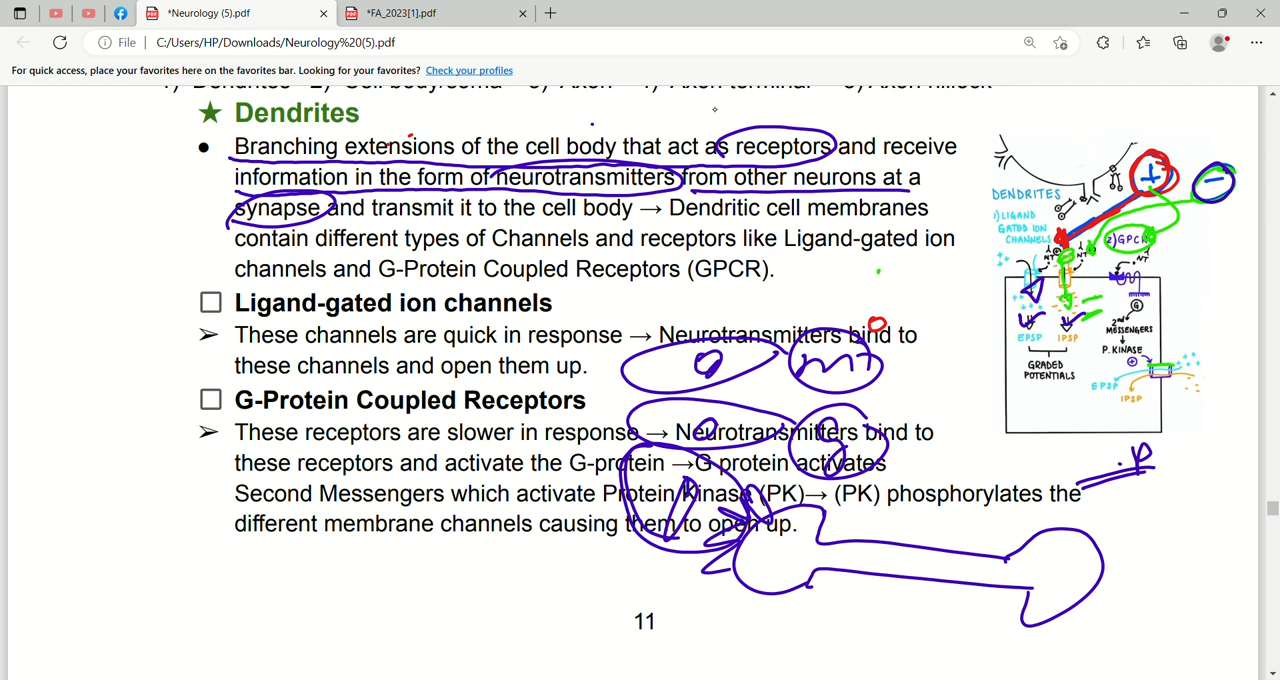 *Neurology (5).pdf
*FA_2023[1].pdf
File
C:/Users/HP/Downloads/Neurology%20(5).pdf
For quick access, place your favorites here on the favorites bar. Looking for your favorites? Check your profiles
★ Dendrites
● Branching extensions of the cell body that act as receptors and receive
information in the form of neurotransmitters from other neurons at a
synapse and transmit it to the cell body → Dendritic cell membranes
contain different types of Channels and receptors like Ligand-gated ion
channels and G-Protein Coupled Receptors (GPCR).
Ligand-gated ion channels
➢ These channels are quick in response → Neurotransmitters bind to
these channels and open them up.
G-Protein Coupled Receptors
➢ These receptors are slower in response → Neurotransmitters bind to
these receptors and activate the G-protein →G protein activates
Second Messengers which activate Protein Kinase (PK)→ (PK) phosphorylates the
different membrane channels causing them to open up.
11
DENDRITES
1) LIGAND
GATED ION
CHANNELS
2) GPCR
NT
NT
NT
G
2nd
MESSENGERS
P. KINASE
EPSP
IPSP
GRADED
POTENTIALS
EPSP
IPSP